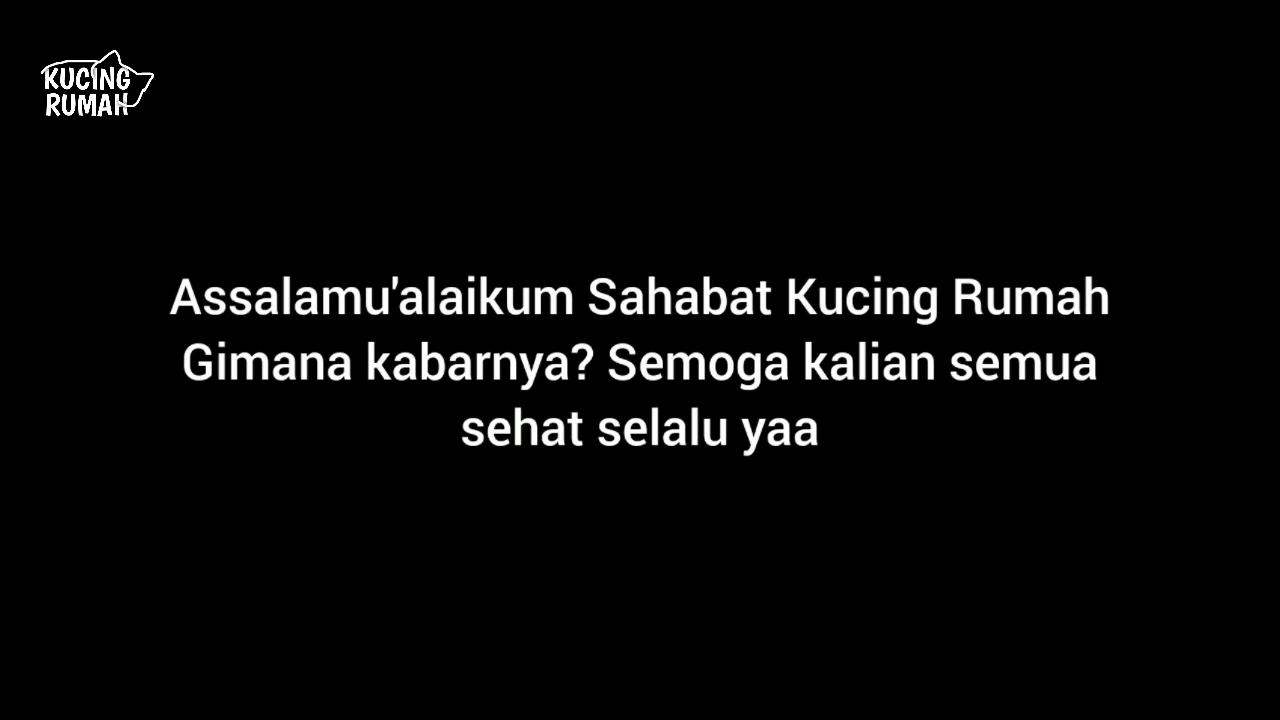 KUCING
RUMAH
Assalamu'alaikum Sahabat Kucing Rumah
Gimana kabarnya? Semoga kalian semua
sehat selalu yaa